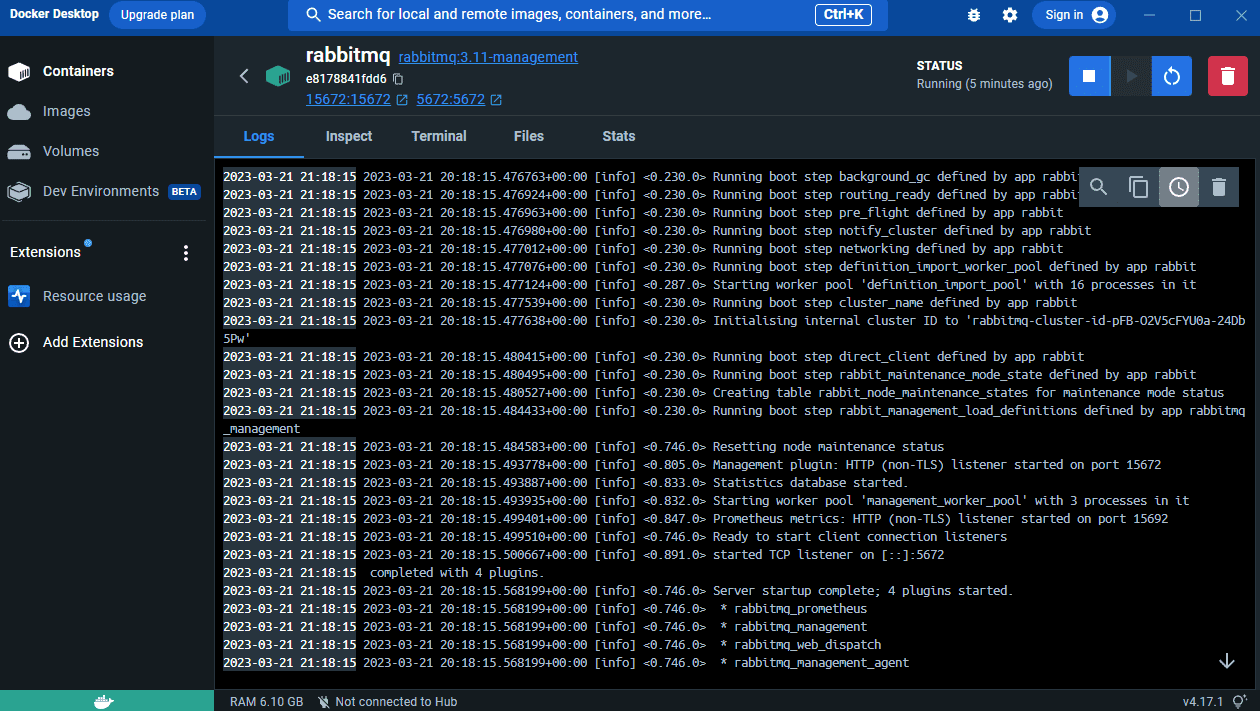 Docker Desktop Upgrade plan Search for local and remote images, containers, and more... Ctrl+K Sign in
Containers
Images
Volumes
Dev Environments BETA
Extensions
Resource usage
Add Extensions
rabbitmq rabbitmq:3.11-management
e8178841fdd6
15672:15672 5672:5672
STATUS
Running (5 minutes ago)
Logs Inspect Terminal Files Stats
2023-03-21 21:18:15 2023-03-21 20:18:15.476763+00:00 [info] <0.230.0> Running boot step background_gc defined by app rabbi
2023-03-21 21:18:15 2023-03-21 20:18:15.476924+00:00 [info] <0.230.0> Running boot step routing_ready defined by app rabbi
2023-03-21 21:18:15 2023-03-21 20:18:15.476963+00:00 [info] <0.230.0> Running boot step pre_flight defined by app rabbit
2023-03-21 21:18:15 2023-03-21 20:18:15.476980+00:00 [info] <0.230.0> Running boot step notify_cluster defined by app rabbit
2023-03-21 21:18:15 2023-03-21 20:18:15.477012+00:00 [info] <0.230.0> Running boot step networking defined by app rabbit
2023-03-21 21:18:15 2023-03-21 20:18:15.477076+00:00 [info] <0.230.0> Running boot step definition_import_worker_pool defined by app rabbit
2023-03-21 21:18:15 2023-03-21 20:18:15.477124+00:00 [info] <0.287.0> Starting worker pool 'definition_import_pool' with 16 processes in it
2023-03-21 21:18:15 2023-03-21 20:18:15.477539+00:00 [info] <0.230.0> Running boot step cluster_name defined by app rabbit
2023-03-21 21:18:15 2023-03-21 20:18:15.477638+00:00 [info] <0.230.0> Initialising internal cluster ID to 'rabbitmq-cluster-id-pFB-O2V5cFYU0a-24Db
5Pw'
2023-03-21 21:18:15 2023-03-21 20:18:15.480415+00:00 [info] <0.230.0> Running boot step direct_client defined by app rabbit
2023-03-21 21:18:15 2023-03-21 20:18:15.480495+00:00 [info] <0.230.0> Running boot step rabbit_maintenance_mode_state defined by app rabbit
2023-03-21 21:18:15 2023-03-21 20:18:15.480527+00:00 [info] <0.230.0> Creating table rabbit_node_maintenance_states for maintenance mode status
2023-03-21 21:18:15 2023-03-21 20:18:15.484433+00:00 [info] <0.230.0> Running boot step rabbit_management_load_definitions defined by app rabbitmq
_management
2023-03-21 21:18:15 2023-03-21 20:18:15.484583+00:00 [info] <0.746.0> Resetting node maintenance status
2023-03-21 21:18:15 2023-03-21 20:18:15.493778+00:00 [info] <0.805.0> Management plugin: HTTP (non-TLS) listener started on port 15672
2023-03-21 21:18:15 2023-03-21 20:18:15.493887+00:00 [info] <0.833.0> Statistics database started.
2023-03-21 21:18:15 2023-03-21 20:18:15.493935+00:00 [info] <0.832.0> Starting worker pool 'management_worker_pool' with 3 processes in it
2023-03-21 21:18:15 2023-03-21 20:18:15.499401+00:00 [info] <0.847.0> Prometheus metrics: HTTP (non-TLS) listener started on port 15692
2023-03-21 21:18:15 2023-03-21 20:18:15.499510+00:00 [info] <0.746.0> Ready to start client connection listeners
2023-03-21 21:18:15 2023-03-21 20:18:15.500667+00:00 [info] <0.891.0> started TCP listener on [::]:5672
2023-03-21 21:18:15 completed with 4 plugins.
2023-03-21 21:18:15 2023-03-21 20:18:15.568199+00:00 [info] <0.746.0> Server startup complete; 4 plugins started.
2023-03-21 21:18:15 2023-03-21 20:18:15.568199+00:00 [info] <0.746.0> * rabbitmq_prometheus
2023-03-21 21:18:15 2023-03-21 20:18:15.568199+00:00 [info] <0.746.0> * rabbitmq_management
2023-03-21 21:18:15 2023-03-21 20:18:15.568199+00:00 [info] <0.746.0> * rabbitmq_web_dispatch
2023-03-21 21:18:15 2023-03-21 20:18:15.568199+00:00 [info] <0.746.0> * rabbitmq_management_agent
RAM 6.10 GB Not connected to Hub v4.17.1